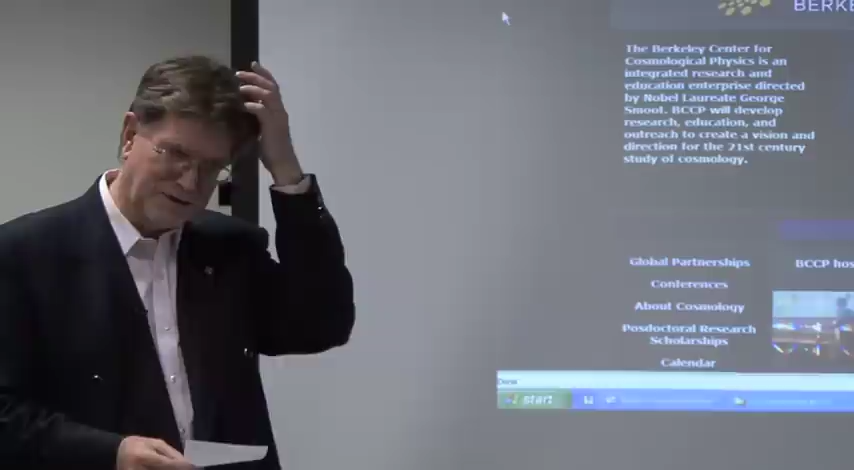 The Berkeley Center for
Cosmological Physics is an
integrated research and
education enterprise directed
by Nobel Laureate George
Smoot. BCCP will develop
research, education, and
outreach to create a vision and
direction for the 21st century
study of cosmology.
Global Partnerships
BCCP hos
Conferences
About Cosmology
Posdoctoral Research
Scholarships
Calendar
Done
start